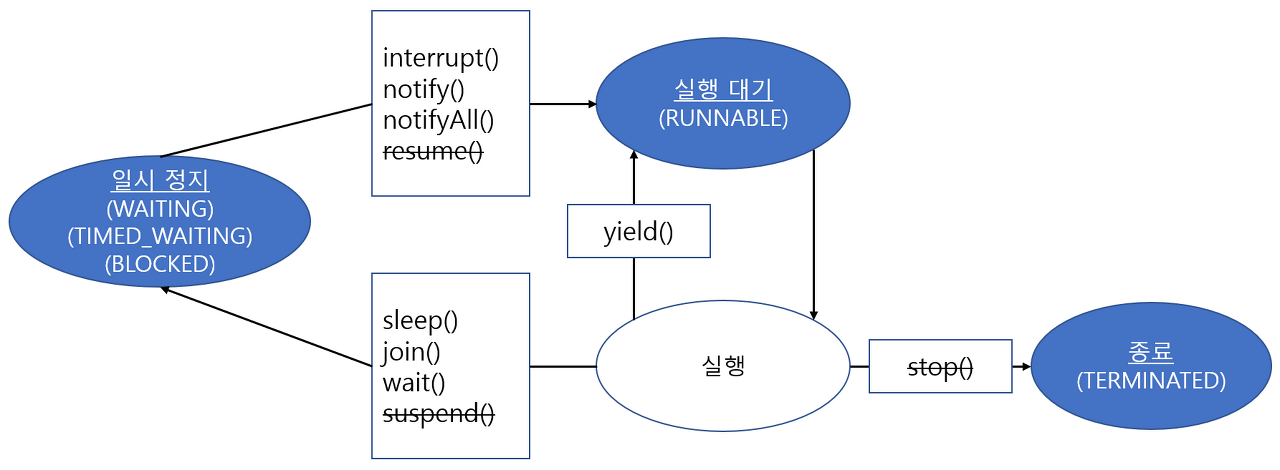 interrupt()
notify()
notifyAll()
resume()
실행 대기
(RUNNABLE)
일시 정지
(WAITING)
(TIMED_WAITING)
(BLOCKED)
yield()
sleep()
join()
wait()
suspend()
실행
stop()
종료
(TERMINATED)